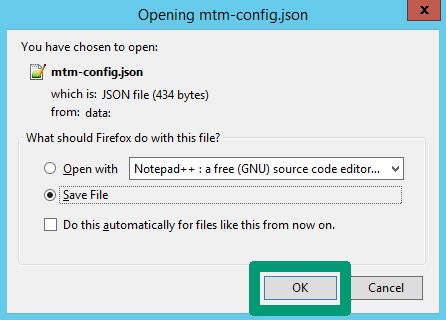 Opening mtm-config.json
x
You have chosen to open:
mtm-config.json
which is: JSON file (434 bytes)
from: data:
What should Firefox do with this file?
Open with Notepad++ : a free (GNU) source code editor...
Save File
Do this automatically for files like this from now on.
OK Cancel